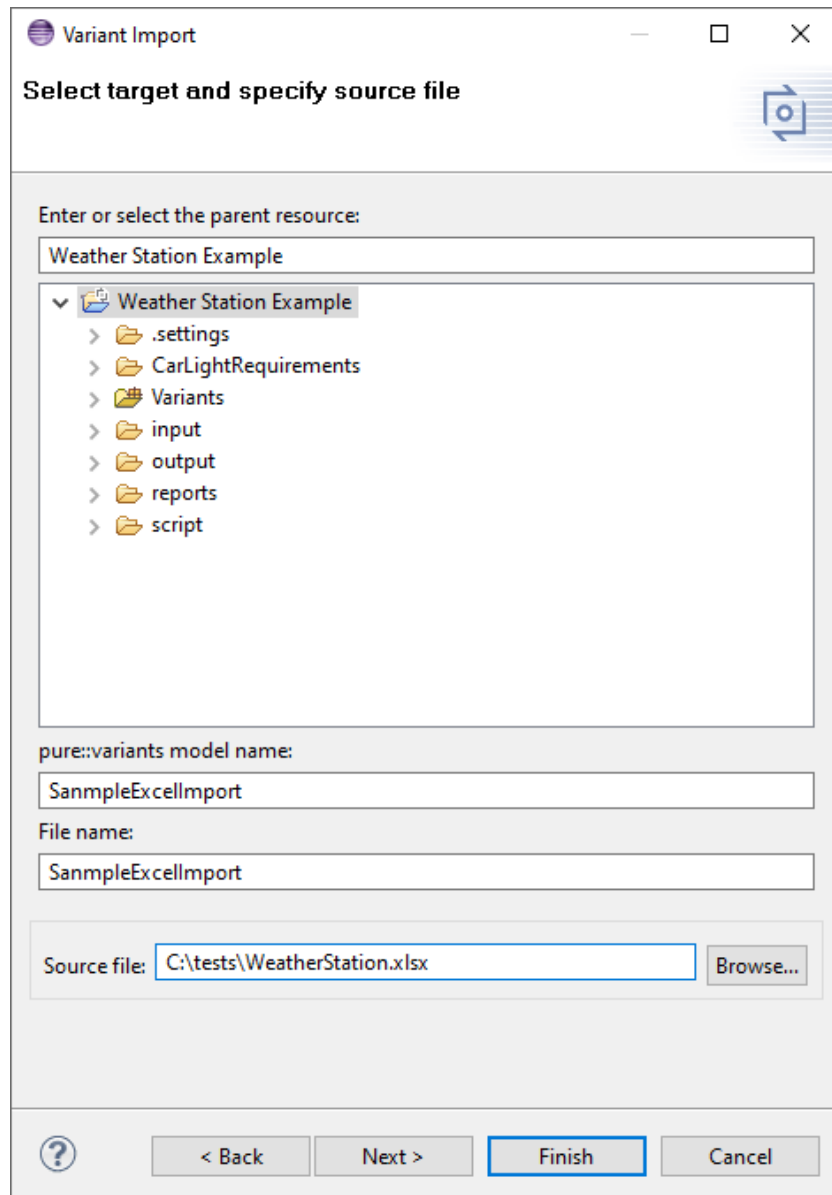 Variant Import
Select target and specify source file
Enter or select the parent resource:
Weather Station Example
Weather Station Example
.settings
CarLightRequirements
Variants
input
output
reports
script
pure::variants model name:
SanmpleExcelImport
File name:
SanmpleExcelImport
Source file: C:\tests\WeatherStation.xlsx Browse...
? < Back Next > Finish Cancel